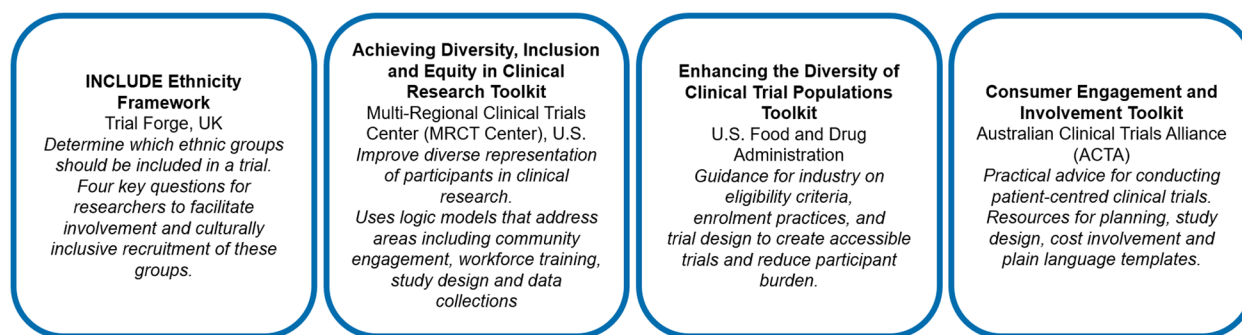 INCLUDE Ethnicity
Framework
Trial Forge, UK
Determine which ethnic groups
should be included in a trial.
Four key questions for
researchers to facilitate
involvement and culturally
inclusive recruitment of these
groups.
Achieving Diversity, Inclusion
and Equity in Clinical
Research Toolkit
Multi-Regional Clinical Trials
Center (MRCT Center), U.S.
Improve diverse representation
of participants in clinical
research.
Uses logic models that address
areas including community
engagement, workforce training,
study design and data
collections
Enhancing the Diversity of
Clinical Trial Populations
Toolkit
U.S. Food and Drug
Administration
Guidance for industry on
eligibility criteria,
enrolment practices, and
trial design to create accessible
trials and reduce participant
burden.
Consumer Engagement and
Involvement Toolkit
Australian Clinical Trials Alliance
(ACTA)
Practical advice for conducting
patient-centred clinical trials.
Resources for planning, study
design, cost involvement and
plain language templates.